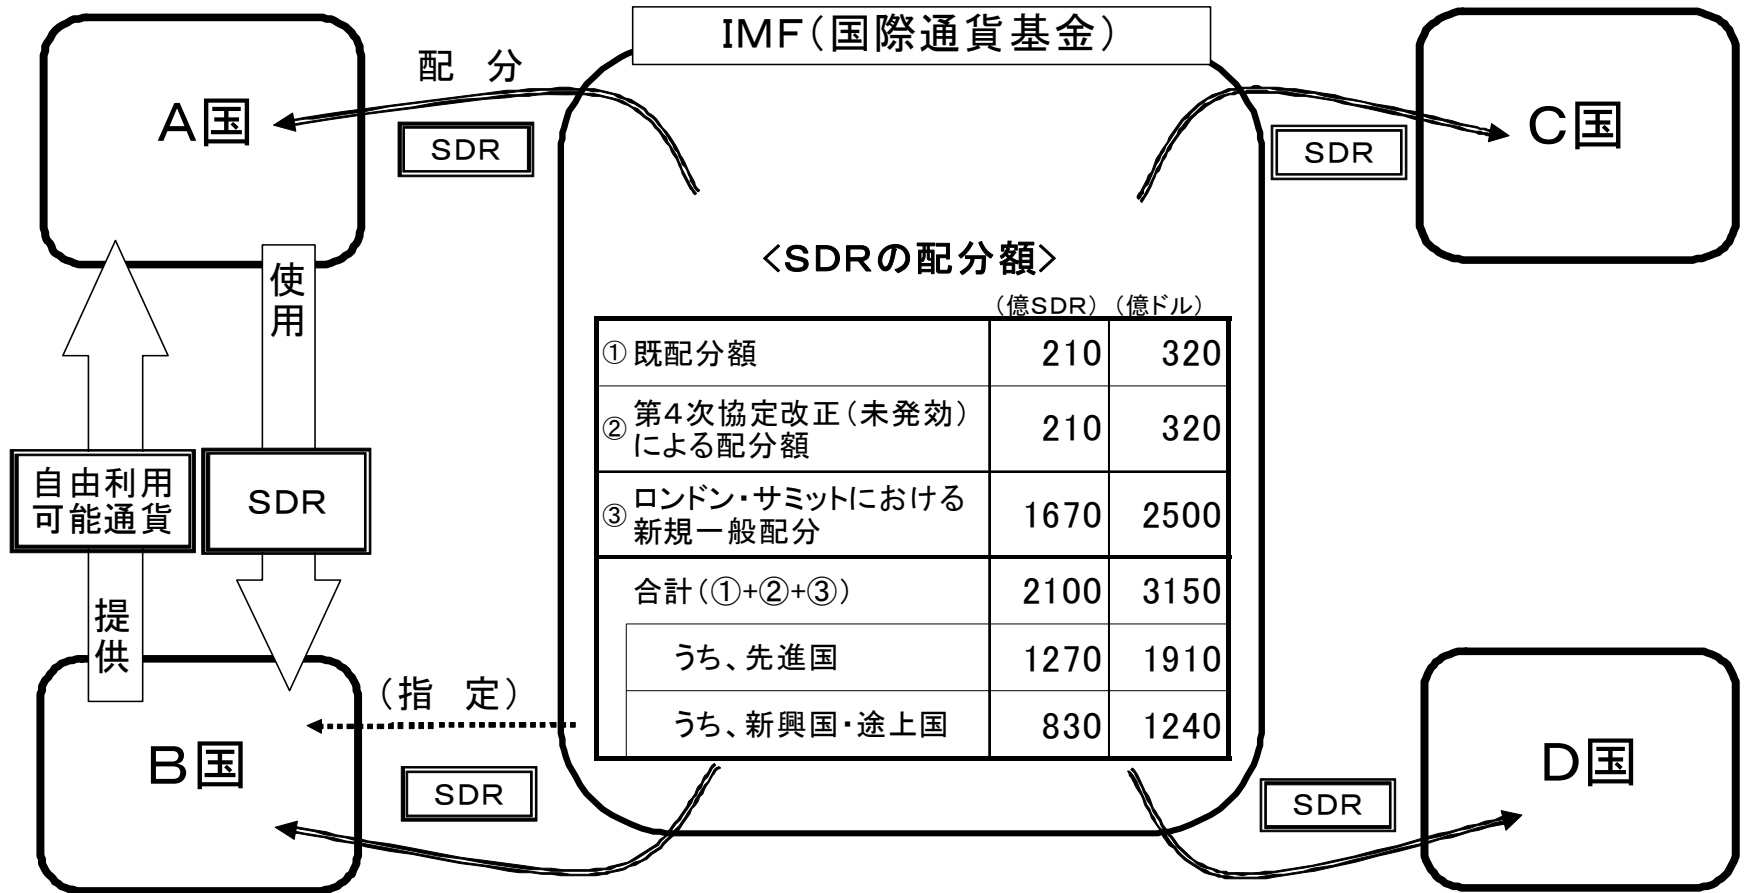 IMF(国際通貨基金)
配 分
A国
SDR
SDR
C国
<SDRの配分額>
(億SDR) (億ドル)
①既配分額 210 320
②第4次協定改正(未発効)
による配分額 210 320
③ロンドン・サミットにおける
新規一般配分 1670 2500
合計(①+②+③) 2100 3150
うち、先進国 1270 1910
うち、新興国・途上国 830 1240
使用
自由利用
可能通貨
SDR
提供
(指 定)
B国
SDR
SDR
D国